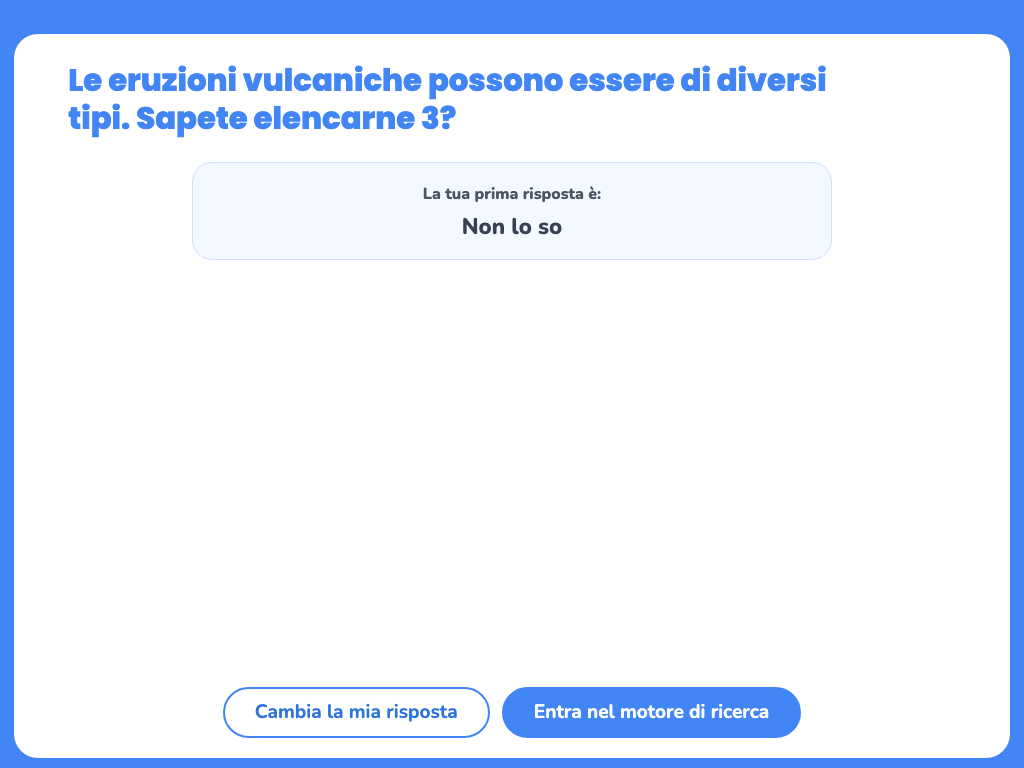 Le eruzioni vulcaniche possono essere di diversi
tipi. Sapete elencarne 3?
La tua prima risposta è:
Non lo so
Cambia la mia risposta
Entra nel motore di ricerca